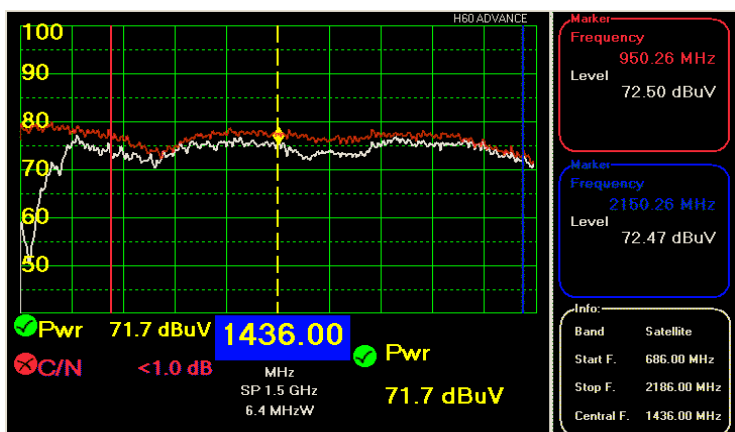 H60 ADVANCE
100
90
80
70
60
50
Pwr 71.7 dBuV
C/N <1.0 dB
1436.00
MHz
SP 1.5 GHz
6.4 MHzW
Pwr
71.7 dBuV
Marker
Frequency
950.26 MHz
Level
72.50 dBuV
Marker
Frequency
2150.26 MHz
Level
72.47 dBuV
Info:
Band Satellite
Start F. 686.00 MHz
Stop F. 2186.00 MHz
Central F. 1436.00 MHz